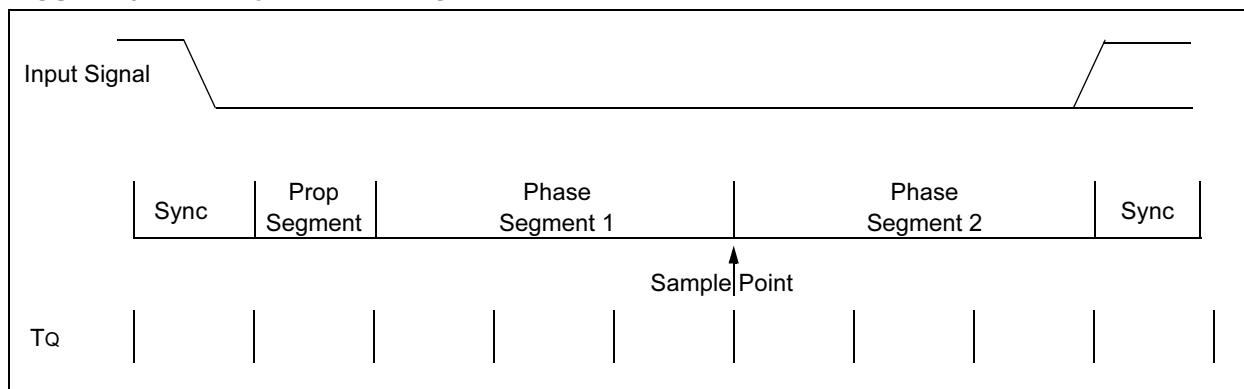 Input Signal
Sync
Prop
Segment
Phase
Segment 1
Phase
Segment 2
Sync
Sample Point
TQ